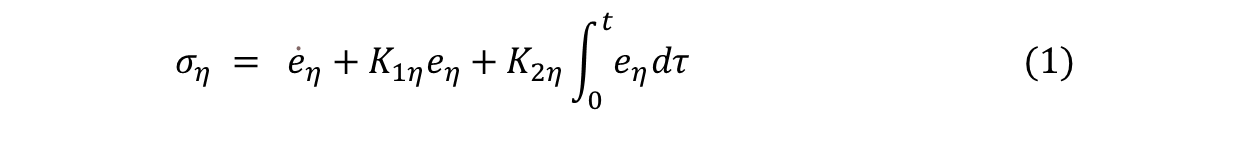 σ_η = ė_η + K_{1η}e_η + K_{2η}∫_0^t e_η dτ (1)